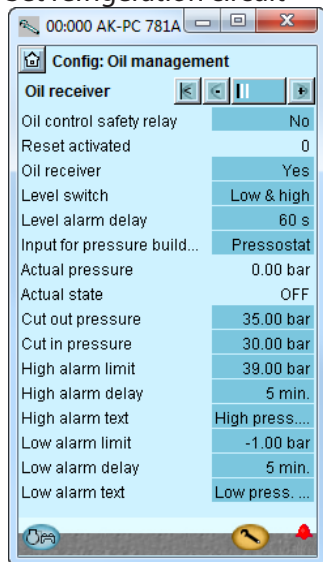 Set refrigeration circuit
00:000 AK-PC 781A
Config: Oil management
Oil receiver
Oil control safety relay No
Reset activated 0
Oil receiver Yes
Level switch Low & high
Level alarm delay 60 s
Input for pressure build... Pressostat
Actual pressure 0.00 bar
Actual state OFF
Cut out pressure 35.00 bar
Cut in pressure 30.00 bar
High alarm limit 39.00 bar
High alarm delay 5 min.
High alarm text High press....
Low alarm limit -1.00 bar
Low alarm delay 5 min.
Low alarm text Low press. ...